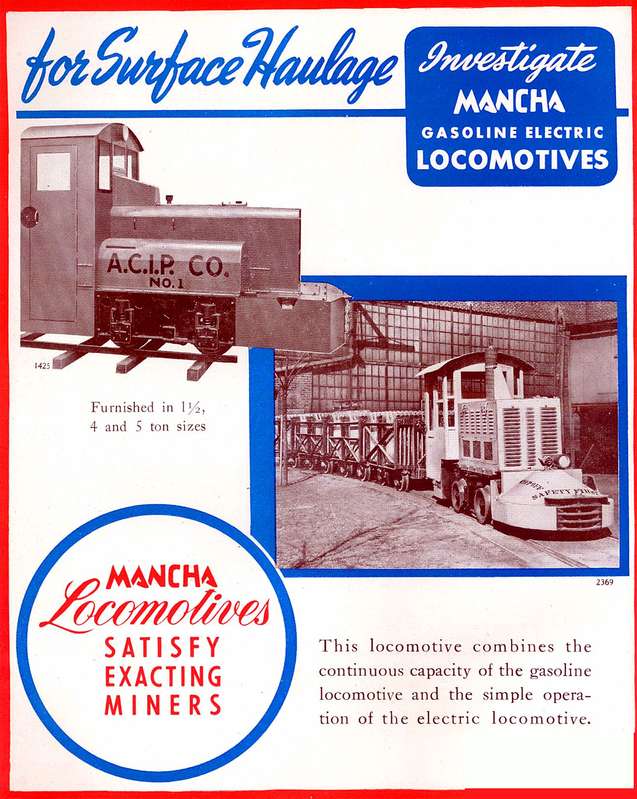 for Surface Haulage
Investigate
MANCHA
GASOLINE ELECTRIC
LOCOMOTIVES
A.C.I.P. CO.
NO. 1
1425
Furnished in 1½,
4 and 5 ton sizes
SAFETY FIRST
2369
MANCHA
Locomotives
SATISFY
EXACTING
MINERS
This locomotive combines the
continuous capacity of the gasoline
locomotive and the simple opera-
tion of the electric locomotive.